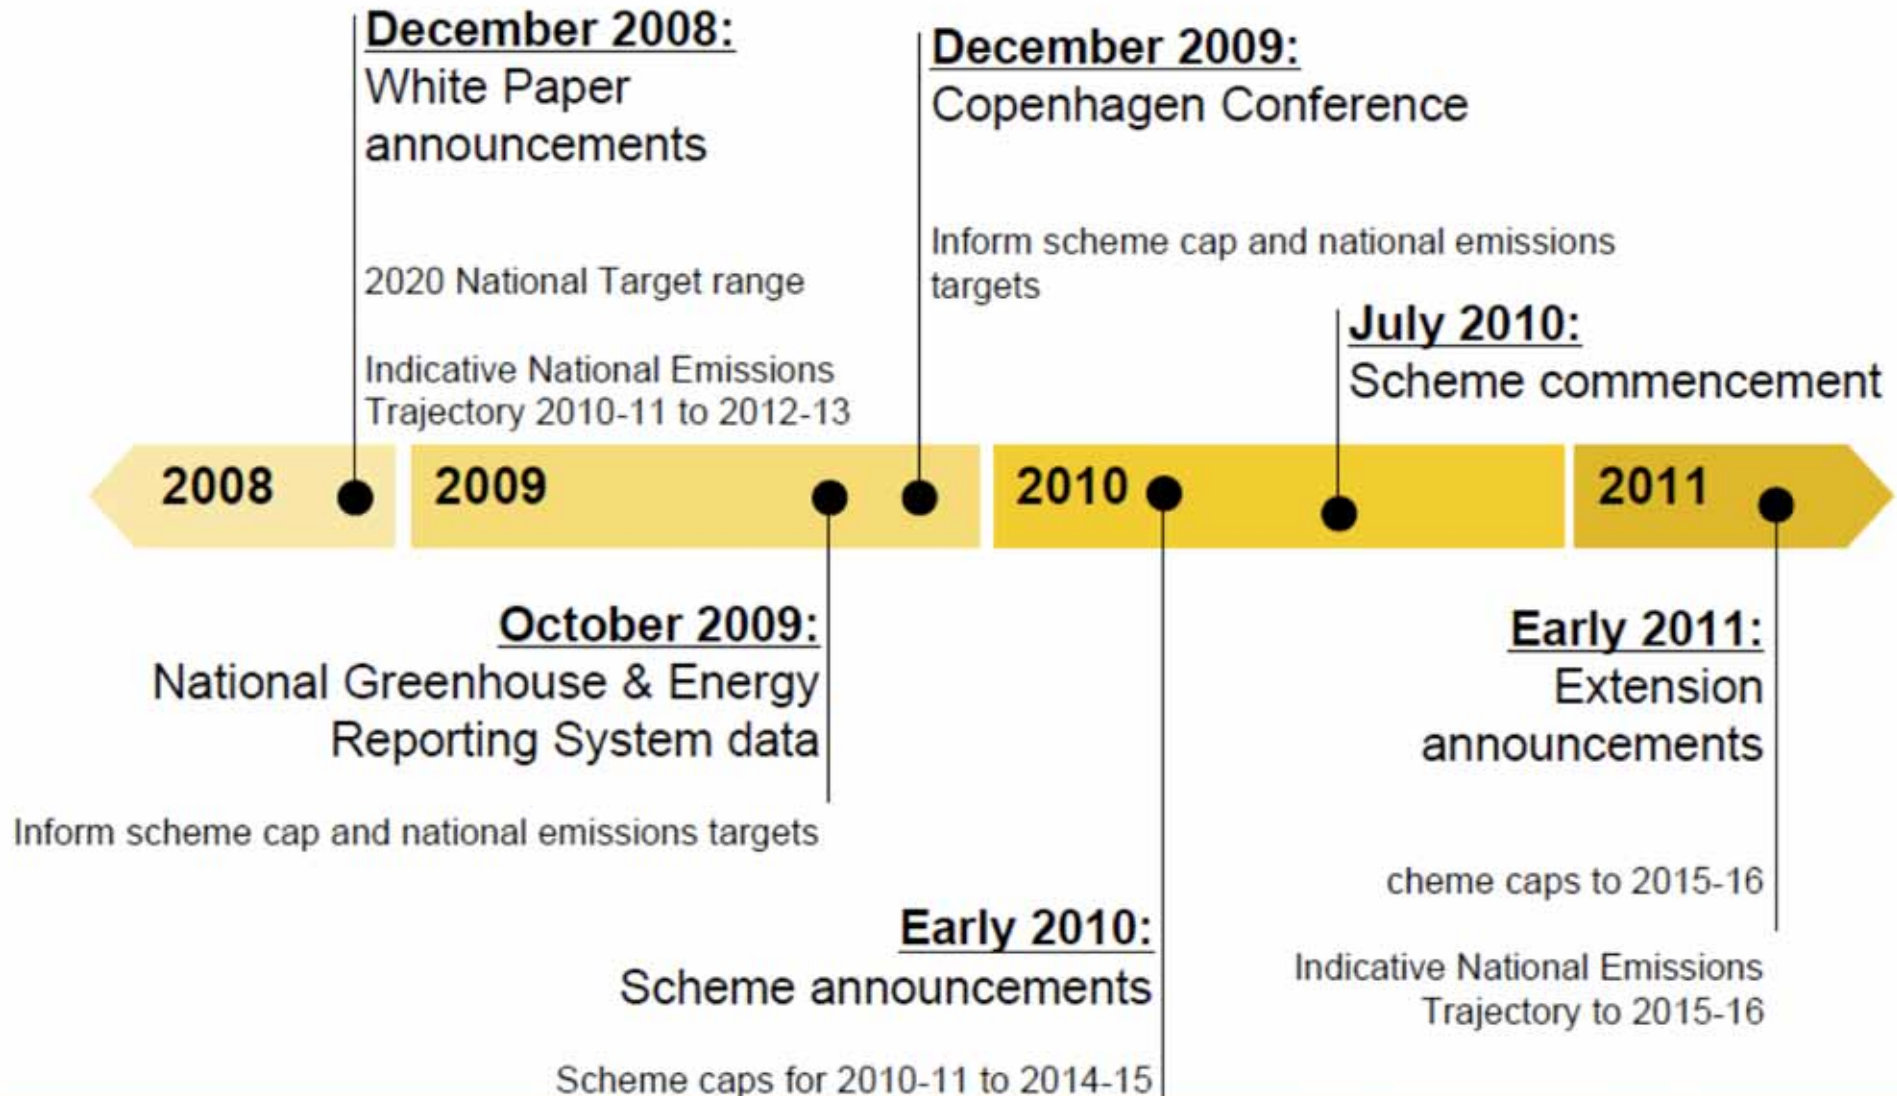 December 2008:
White Paper
announcements
2020 National Target range
Indicative National Emissions
Trajectory 2010-11 to 2012-13
December 2009:
Copenhagen Conference
Inform scheme cap and national emissions
targets
July 2010:
Scheme commencement
2008
2009
2010
2011
October 2009:
National Greenhouse & Energy
Reporting System data
Inform scheme cap and national emissions targets
Early 2010:
Scheme announcements
Scheme caps for 2010-11 to 2014-15
Early 2011:
Extension
announcements
cheme caps to 2015-16
Indicative National Emissions
Trajectory to 2015-16